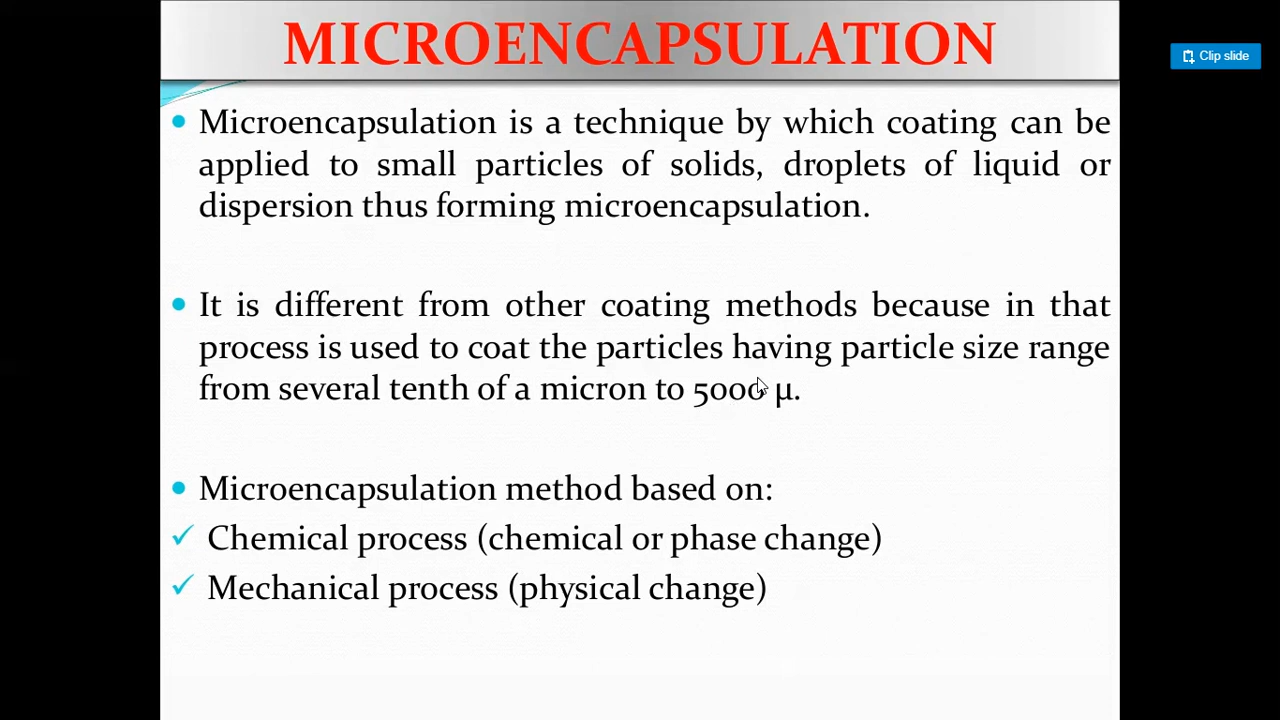 MICROENCAPSULATION
Clip slide
• Microencapsulation is a technique by which coating can be
applied to small particles of solids, droplets of liquid or
dispersion thus forming microencapsulation.
• It is different from other coating methods because in that
process is used to coat the particles having particle size range
from several tenth of a micron to 5000 μ.
• Microencapsulation method based on:
✓ Chemical process (chemical or phase change)
✓ Mechanical process (physical change)